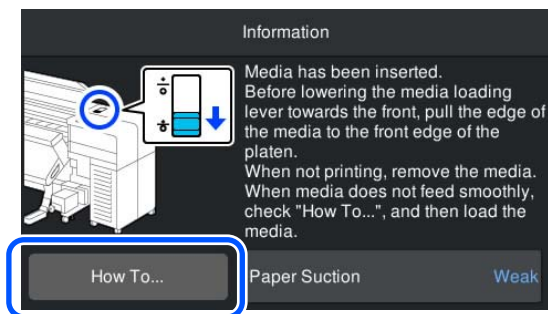 Information
Media has been inserted.
Before lowering the media loading
lever towards the front, pull the edge of
the media to the front edge of the
platen.
When not printing, remove the media.
When media does not feed smoothly,
check "How To...", and then load the
media.
How To...
Paper Suction
Weak